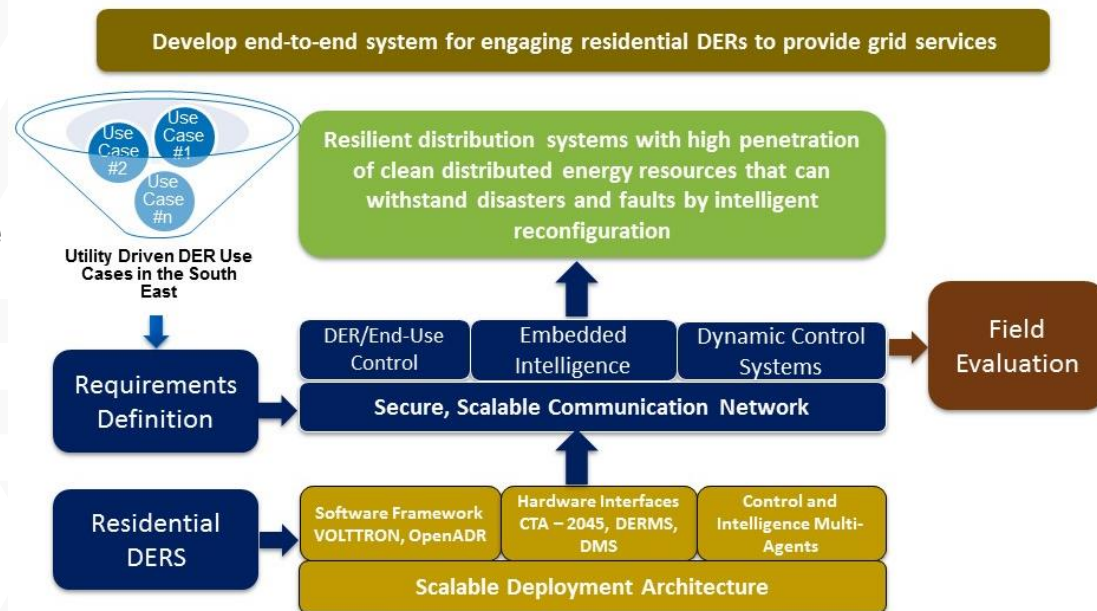 Develop end-to-end system for engaging residential DERs to provide grid services
Use
Case
#1
Use
Case
#2
Use
Case
#n
Utility Driven DER Use
Cases in the South
East
Resilient distribution systems with high penetration
of clean distributed energy resources that can
withstand disasters and faults by intelligent
reconfiguration
Requirements
Definition
DER/End-Use
Control
Embedded
Intelligence
Dynamic Control
Systems
Secure, Scalable Communication Network
Field
Evaluation
Residential
DERS
Software Framework
VOLTTRON, OpenADR
Hardware Interfaces
CTA – 2045, DERMS,
DMS
Control and
Intelligence Multi-
Agents
Scalable Deployment Architecture